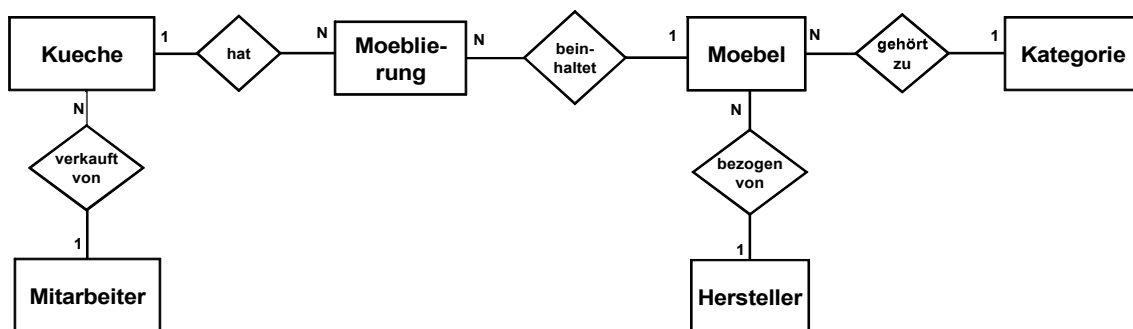 Kueche
1
hat
N
Moeblie-
rung
N
bein-
haltet
1
Moebel
N
gehört
zu
1
Kategorie
N
verkauft
von
1
Mitarbeiter
N
bezogen
von
1
Hersteller